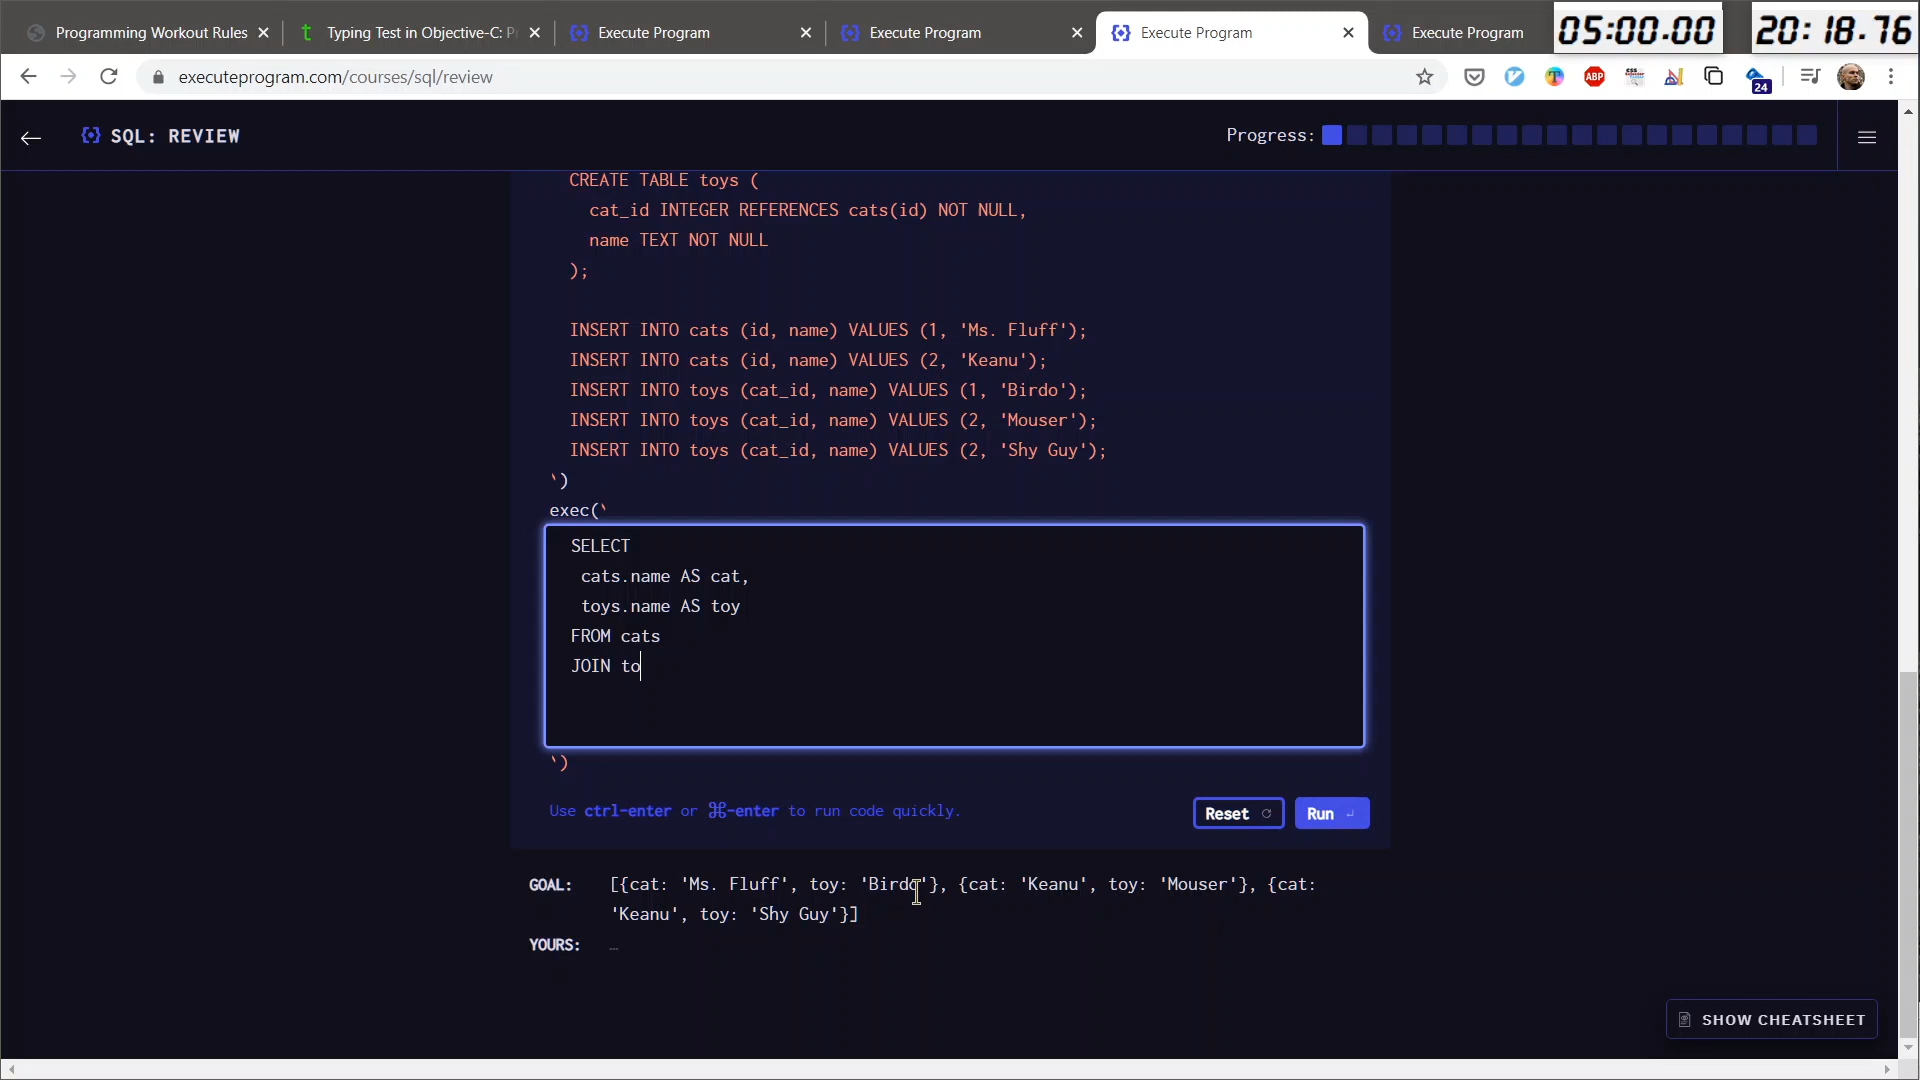 Programming Workout Rules
Typing Test in Objective-C: P
Execute Program
Execute Program
Execute Program
Execute Program
05:00.00
20:18.76
executeprogram.com/courses/sql/review
ABP
24
SQL: REVIEW
Progress:
CREATE TABLE toys (
cat_id INTEGER REFERENCES cats(id) NOT NULL,
name TEXT NOT NULL
);
INSERT INTO cats (id, name) VALUES (1, 'Ms. Fluff');
INSERT INTO cats (id, name) VALUES (2, 'Keanu');
INSERT INTO toys (cat_id, name) VALUES (1, 'Birdo');
INSERT INTO toys (cat_id, name) VALUES (2, 'Mouser');
INSERT INTO toys (cat_id, name) VALUES (2, 'Shy Guy');
`)
exec(`
SELECT
cats.name AS cat,
toys.name AS toy
FROM cats
JOIN to
`)
Use ctrl-enter or ⌘-enter to run code quickly.
Reset
Run
GOAL: [{cat: 'Ms. Fluff', toy: 'Birdo'}, {cat: 'Keanu', toy: 'Mouser'}, {cat:
'Keanu', toy: 'Shy Guy'}]
YOURS: …
SHOW CHEATSHEET